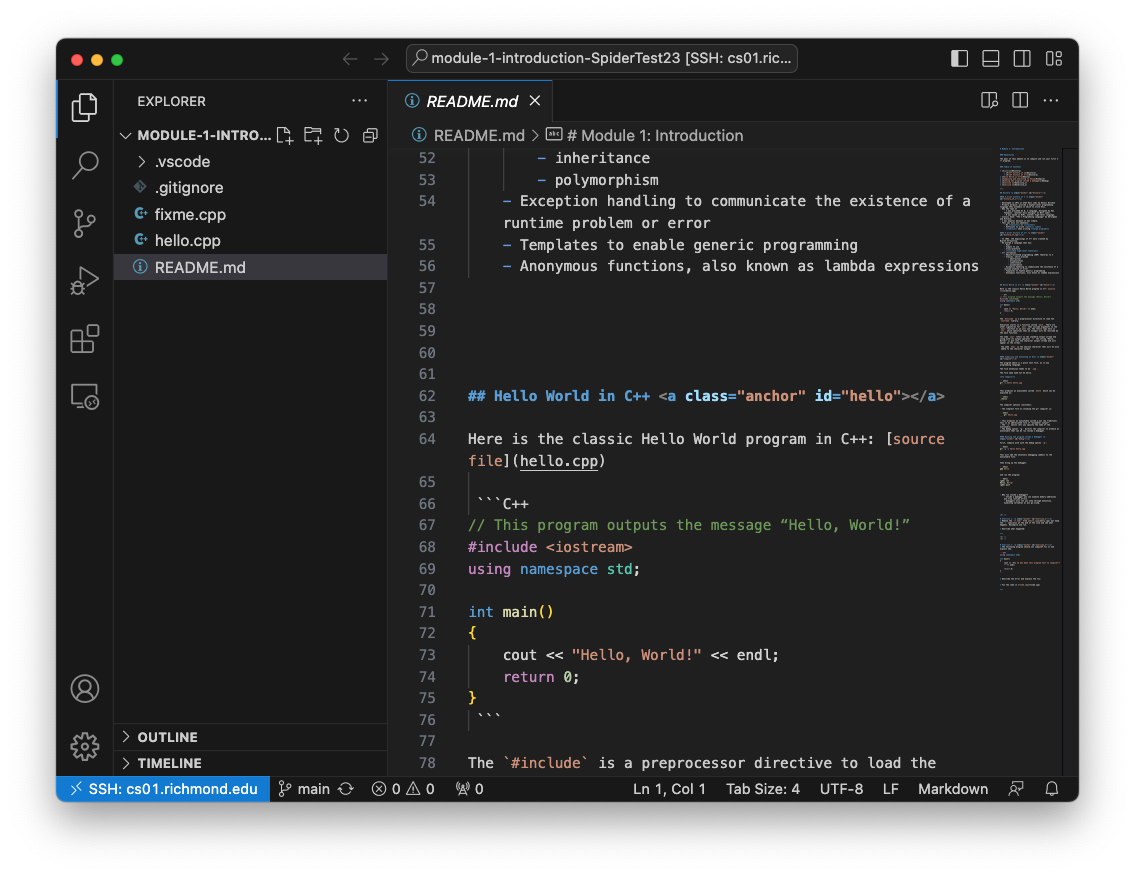 module-1-introduction-SpiderTest23 [SSH: cs01.ric...
EXPLORER
MODULE-1-INTRO...
.vscode
.gitignore
fixme.cpp
hello.cpp
README.md
OUTLINE
TIMELINE
README.md
README.md > # Module 1: Introduction
52 - inheritance
53 - polymorphism
54 - Exception handling to communicate the existence of a
runtime problem or error
55 - Templates to enable generic programming
56 - Anonymous functions, also known as lambda expressions
57
58
59
60
61
62 ## Hello World in C++ <a class="anchor" id="hello"></a>
63
64 Here is the classic Hello World program in C++: [source
file](hello.cpp)
65
66 ```C++
67 // This program outputs the message “Hello, World!”
68 #include <iostream>
69 using namespace std;
70
71 int main()
72 {
73 cout << "Hello, World!" << endl;
74 return 0;
75 }
76 ```
77
78 The `#include` is a preprocessor directive to load the
SSH: cs01.richmond.edu main 0 0 0 Ln 1, Col 1 Tab Size: 4 UTF-8 LF Markdown